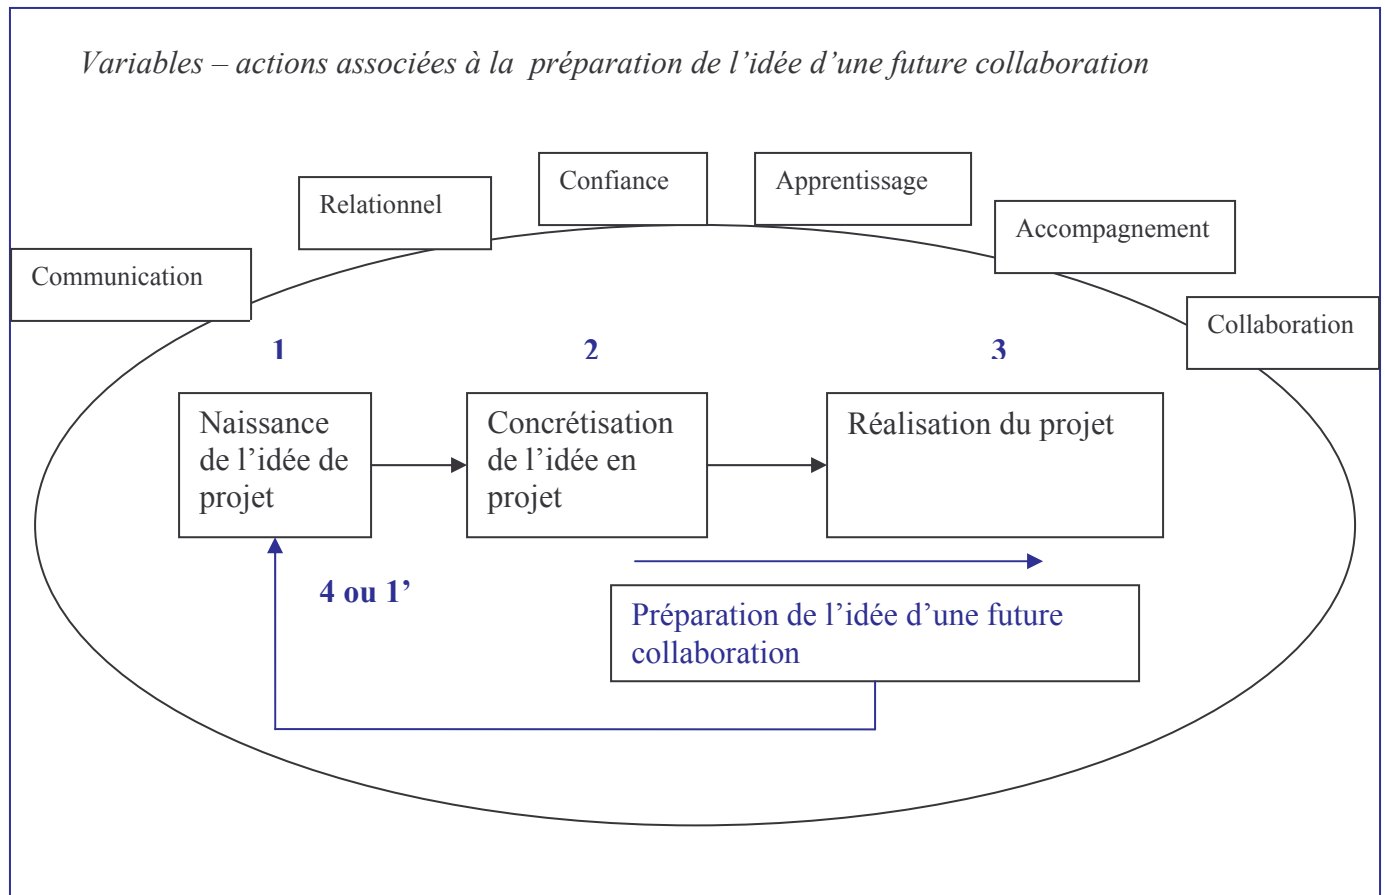 Variables – actions associées à la préparation de l’idée d’une future collaboration
Confiance
Apprentissage
Relationnel
Accompagnement
Communication
Collaboration
1
2
3
Naissance
de l’idée de
projet
Concrétisation
de l’idée en
projet
Réalisation du projet
4 ou 1’
Préparation de l’idée d’une future
collaboration